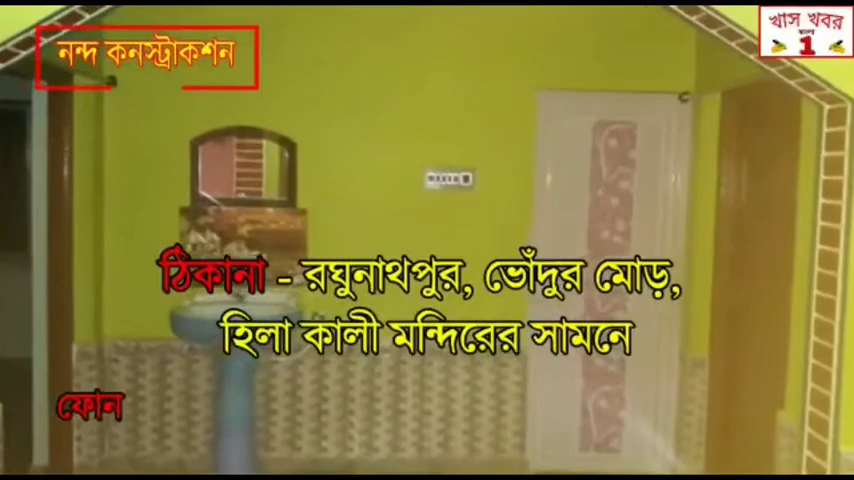 নন্দ কনস্ট্রাকশন
খাস খবর
বাংলা
1
ঠিকানা - রঘুনাথপুর, ভোঁদুর মোড়,
হিলা কালী মন্দিরের সামনে
ফোন